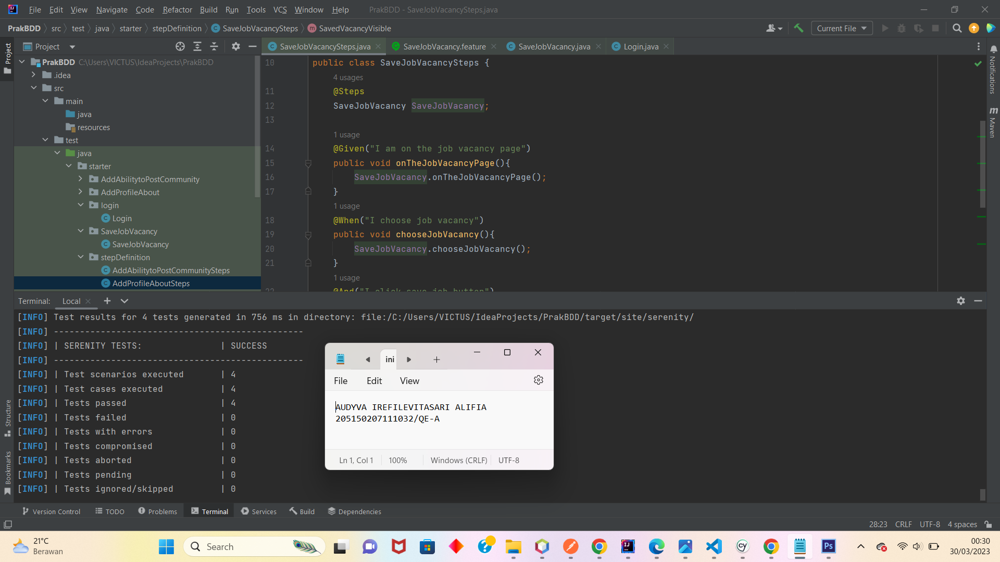 File Edit View Navigate Code Refactor Build Run Tools VCS Window Help PrakBDD - SaveJobVacancySteps.java
PrakBDD src test java starter stepDefinition SaveJobVacancySteps SavedVacancyVisible Current File
Project SaveJobVacancySteps.java SaveJobVacancy.feature SaveJobVacancy.java Login.java
Project
Notifications
Maven
PrakBDD C:\Users\VICTUS\IdeaProjects\PrakBDD
.idea
src
main
java
resources
test
java
starter
AddAbilitytoPostCommunity
AddProfileAbout
login
Login
SaveJobVacancy
SaveJobVacancy
stepDefinition
AddAbilitytoPostCommunitySteps
AddProfileAboutSteps
10 public class SaveJobVacancySteps {
4 usages
11 @Steps
12 SaveJobVacancy SaveJobVacancy;
13
1 usage
14 @Given("I am on the job vacancy page")
15 public void onTheJobVacancyPage(){
16 SaveJobVacancy.onTheJobVacancyPage();
17 }
1 usage
18 @When("I choose job vacancy")
19 public void chooseJobVacancy(){
20 SaveJobVacancy.chooseJobVacancy();
21 }
1 usage
22 @And("I click save job button")
Terminal: Local
[INFO] Test results for 4 tests generated in 756 ms in directory: file:/C:/Users/VICTUS/IdeaProjects/PrakBDD/target/site/serenity/
[INFO] ------------------------------------------------
[INFO] | SERENITY TESTS: | SUCCESS
[INFO] ------------------------------------------------
[INFO] | Test scenarios executed | 4
[INFO] | Test cases executed | 4
[INFO] | Tests passed | 4
[INFO] | Tests failed | 0
[INFO] | Tests with errors | 0
[INFO] | Tests compromised | 0
[INFO] | Tests aborted | 0
[INFO] | Tests pending | 0
[INFO] | Tests ignored/skipped | 0
ini
File Edit View
AUDYVA IREFILEVITASARI ALIFIA
205150207111032/QE-A
Ln 1, Col 1 100% Windows (CRLF) UTF-8
Structure
Bookmarks
Version Control TODO Problems Terminal Services Build Dependencies
28:23 CRLF UTF-8 4 spaces
21°C
Berawan
Search
00:30
30/03/2023